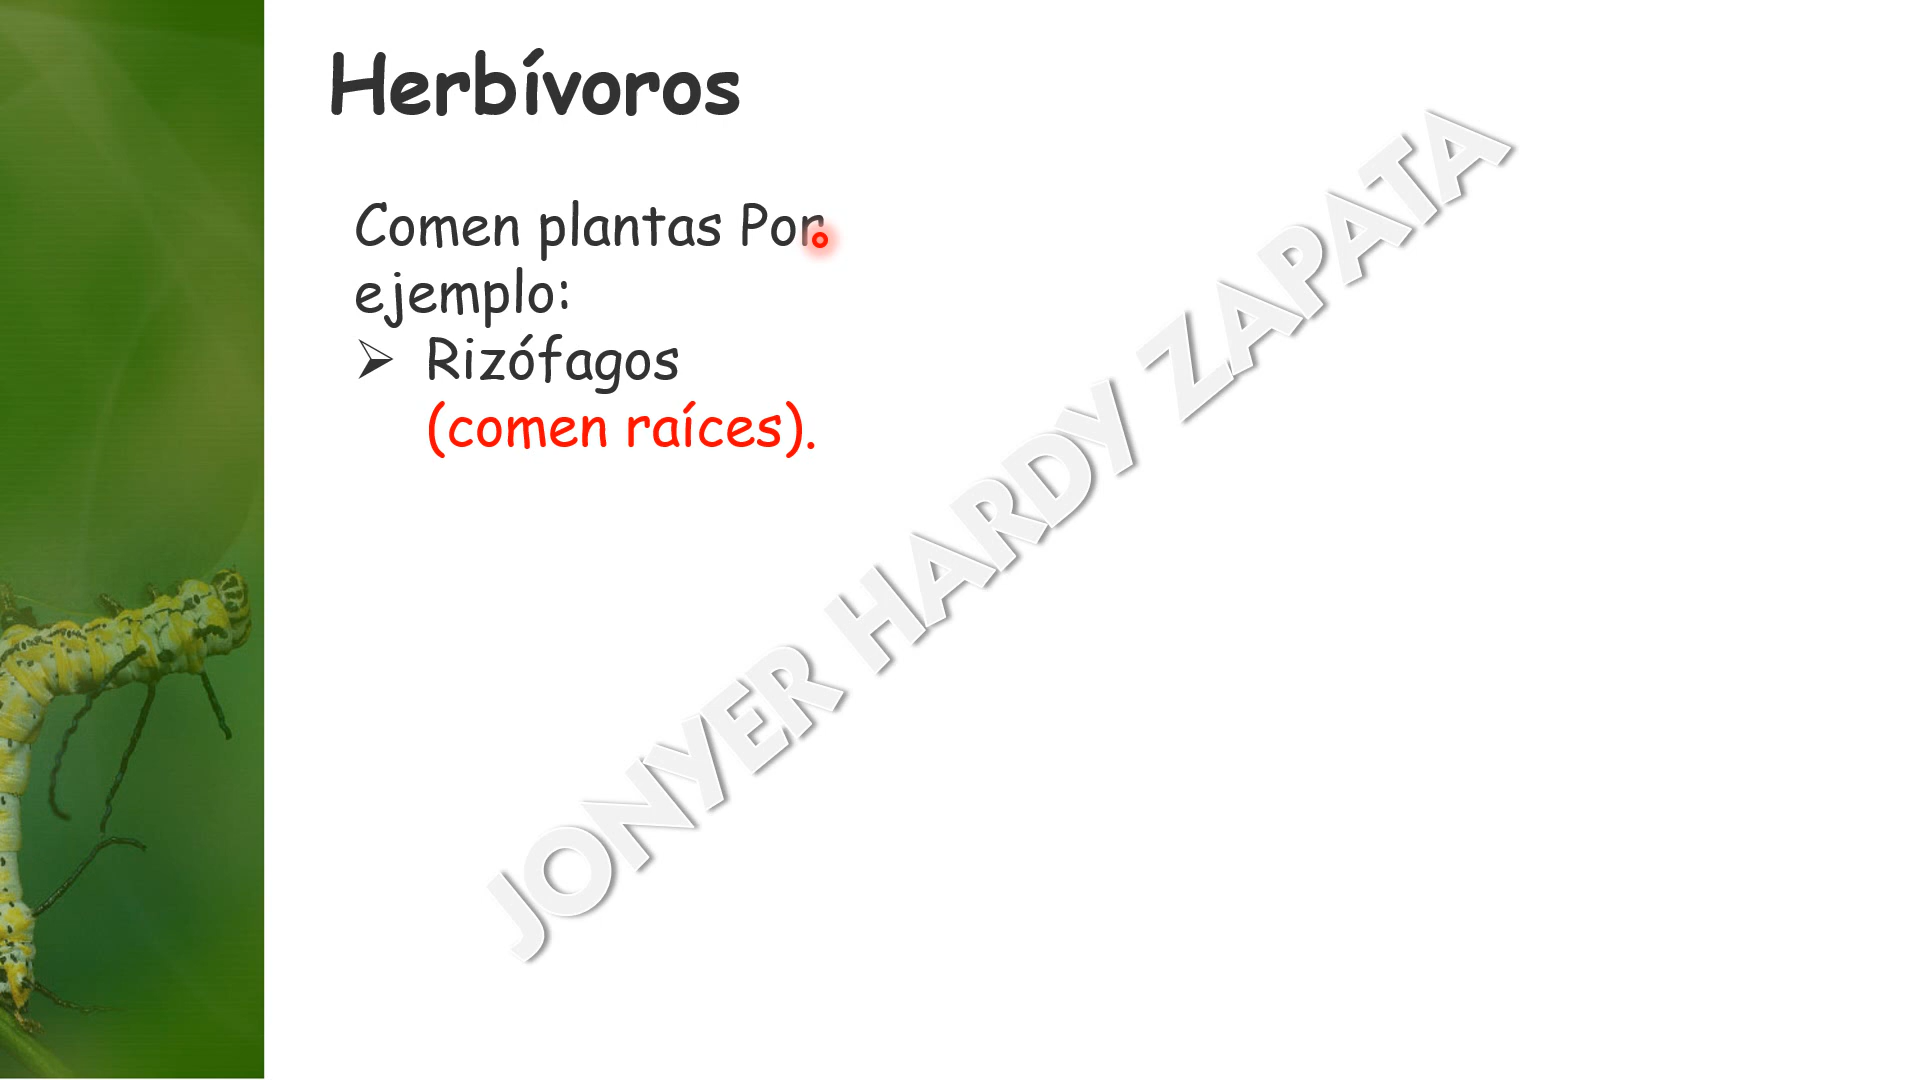 Herbívoros
Comen plantas Por
ejemplo:
➢ Rizófagos
(comen raíces).
JONYER HARDY ZAPATA